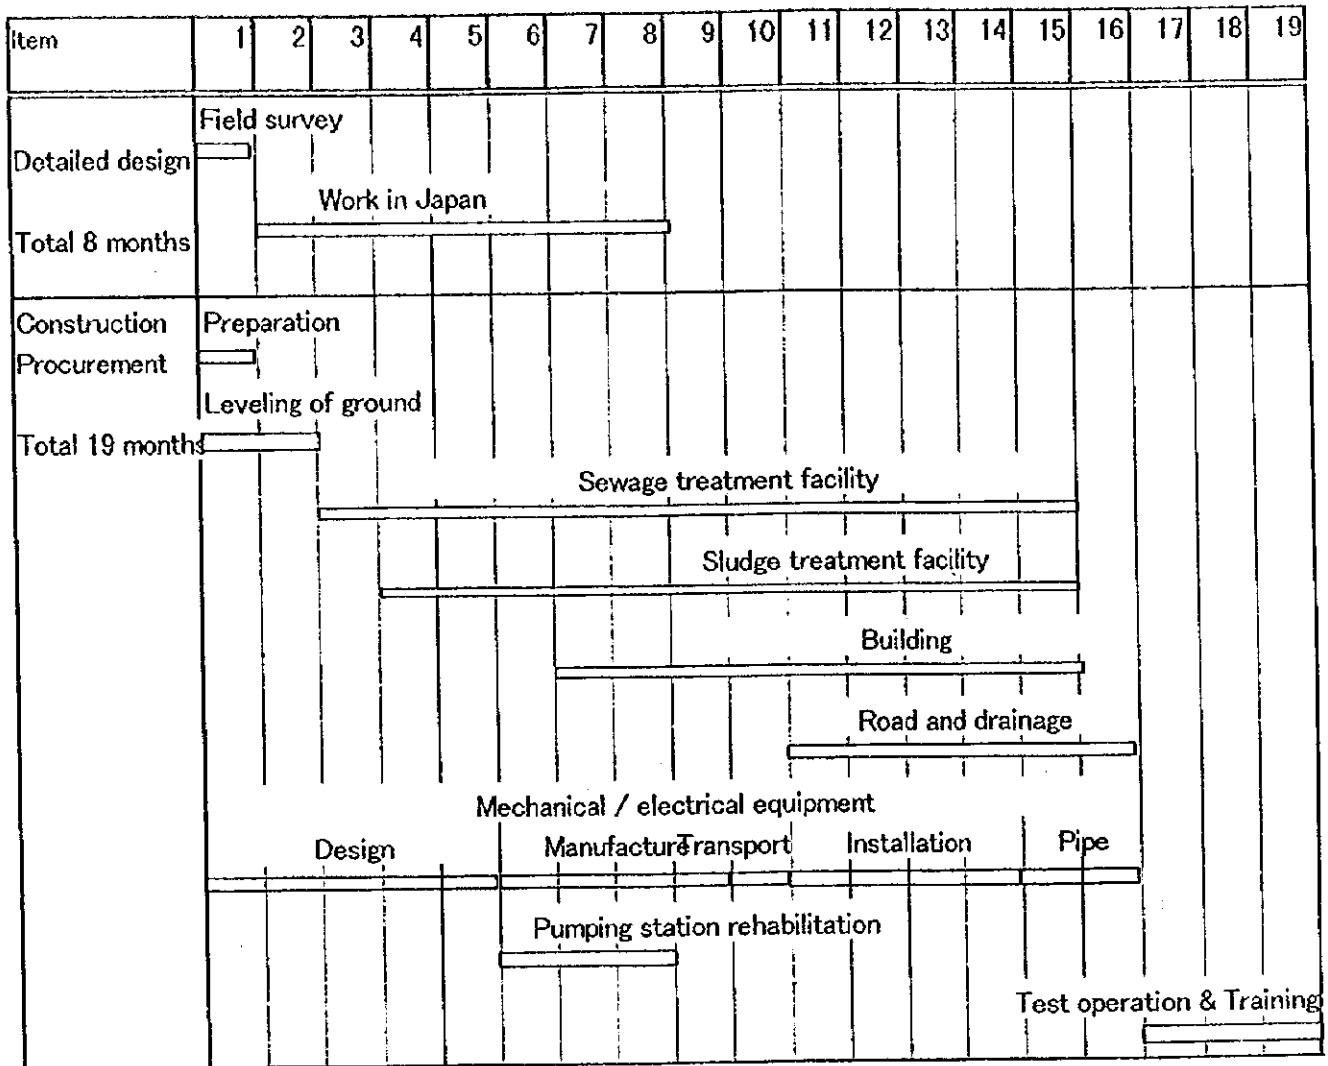 Item 1 2 3 4 5 6 7 8 9 10 11 12 13 14 15 16 17 18 19
Field survey
Detailed design
Work in Japan
Total 8 months
Construction Preparation
Procurement
Leveling of ground
Total 19 months
Sewage treatment facility
Sludge treatment facility
Building
Road and drainage
Mechanical / electrical equipment
Design Manufacture Transport Installation Pipe
Pumping station rehabilitation
Test operation & Training